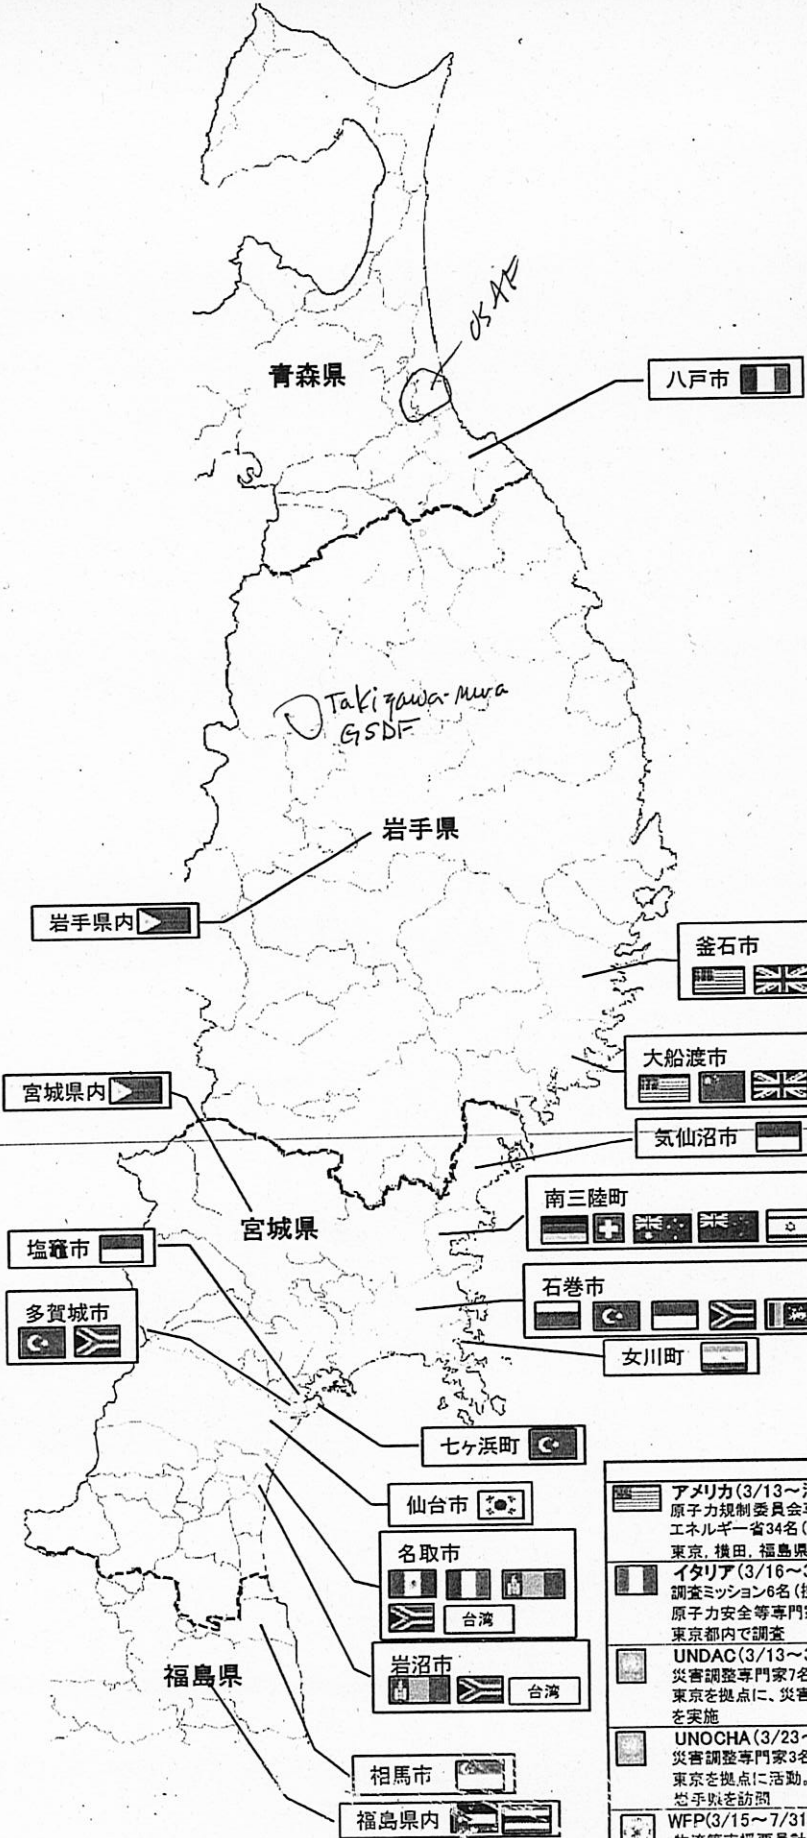 USAF
青森県
八戸市
Takizawa-mura
GSDF
岩手県
岩手県内
釜石市
大船渡市
宮城県内
気仙沼市
南三陸町
宮城県
塩竈市
石巻市
多賀城市
女川町
七ヶ浜町
仙台市
名取市
台湾
岩沼市
台湾
福島県
相馬市
福島県内
アメリカ(3/13～
原子力規制委員会
エネルギー省34名(
東京, 横田, 福島県
イタリア(3/16～
調査ミッション6名(
原子力安全等専門
東京都内で調査
UNDAC(3/13～
災害調整専門家7名
東京を拠点に、災害
を実施
UNOCHA(3/23～
災害調整専門家3名
東京を拠点に活動。
岩手県を訪問
WFP(3/15～7/31